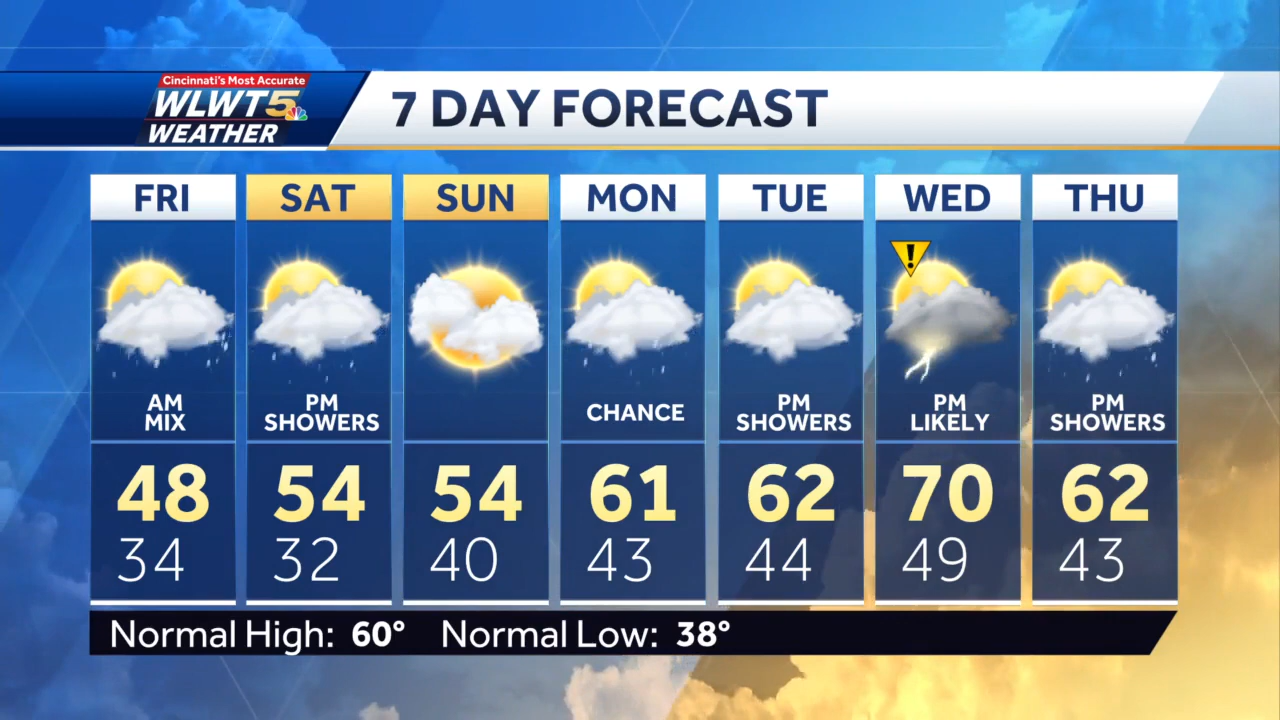 Cincinnati's Most Accurate
WLWT5
WEATHER
7 DAY FORECAST
FRI
AM
MIX
48
34
SAT
PM
SHOWERS
54
32
SUN
54
40
MON
CHANCE
61
43
TUE
PM
SHOWERS
62
44
WED
!
PM
LIKELY
70
49
THU
PM
SHOWERS
62
43
Normal High: 60° Normal Low: 38°